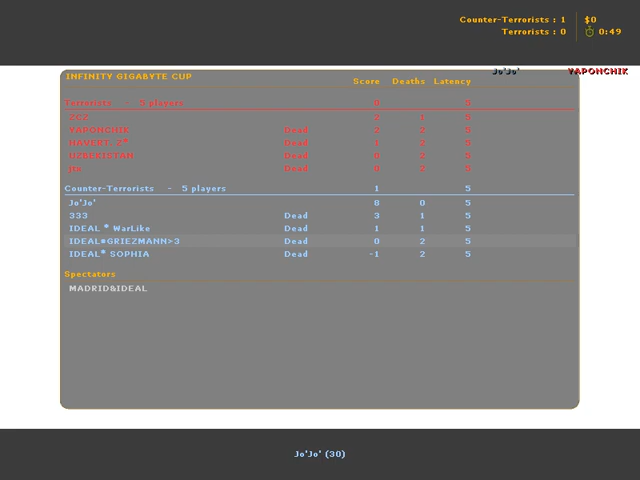 Counter-Terrorists : 1 $0
Terrorists : 0 0:49
Jo'Jo' YAPONCHIK
INFINITY GIGABYTE CUP
Score Deaths Latency
Terrorists - 5 players 0 5
ZCZ 2 1 5
YAPONCHIK Dead 2 2 5
Dead 1 2 5
UZBEKISTAN Dead 0 2 5
Dead 0 2 5
Counter-Terrorists - 5 players 1 5
Jo'Jo' 8 0 5
333 Dead 3 1 5
IDEAL * WarLike Dead 1 1 5
IDEAL#GRIEZMANN>3 Dead 0 2 5
IDEAL* SOPHIA Dead -1 2 5
Spectators
MADRID&IDEAL
Jo'Jo' (30)